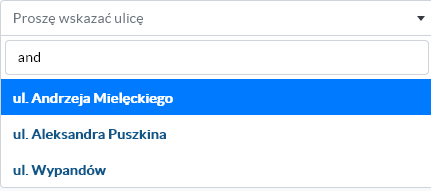 Proszę wskazać ulicę
and
ul. Andrzeja Mielęckiego
ul. Aleksandra Puszkina
ul. Wypandów